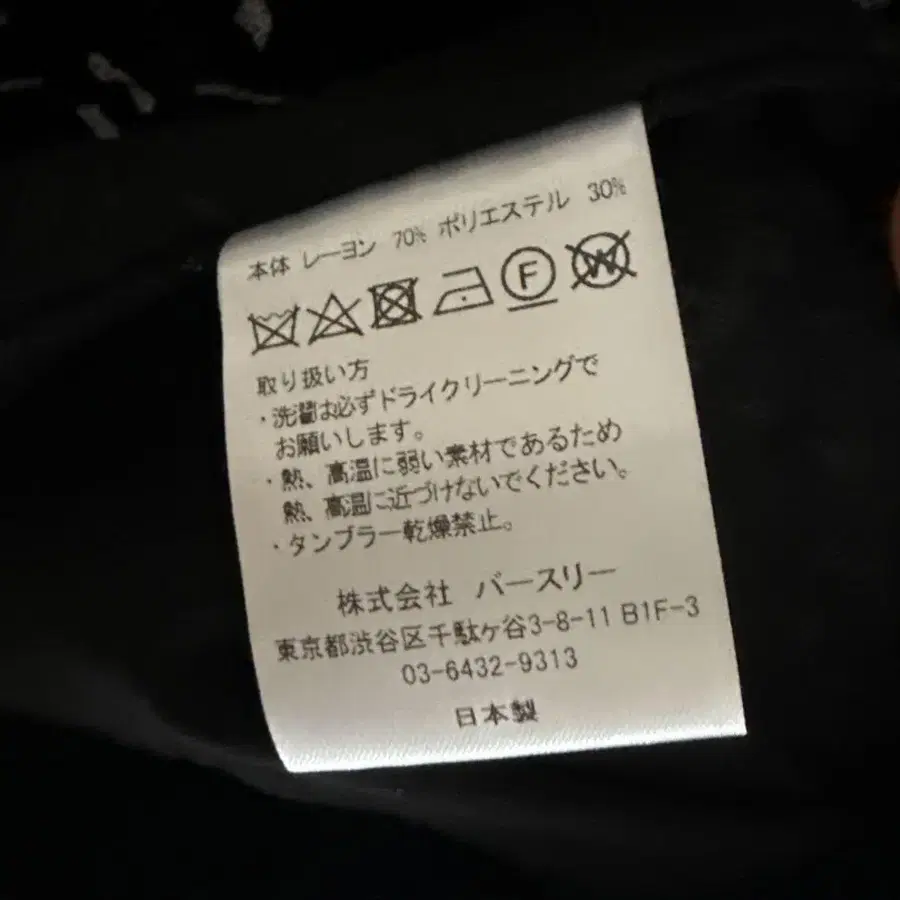 本体 レーヨン 70% ポリエステル 30%
F W
取り扱い方
・洗濯は必ずドライクリーニングで
お願いします。
・熱、高温に弱い素材であるため
熱、高温に近づけないでください。
・タンブラー乾燥禁止。
株式会社 バースリー
東京都渋谷区千駄ヶ谷3-8-11 B1F-3
03-6432-9313
日本製